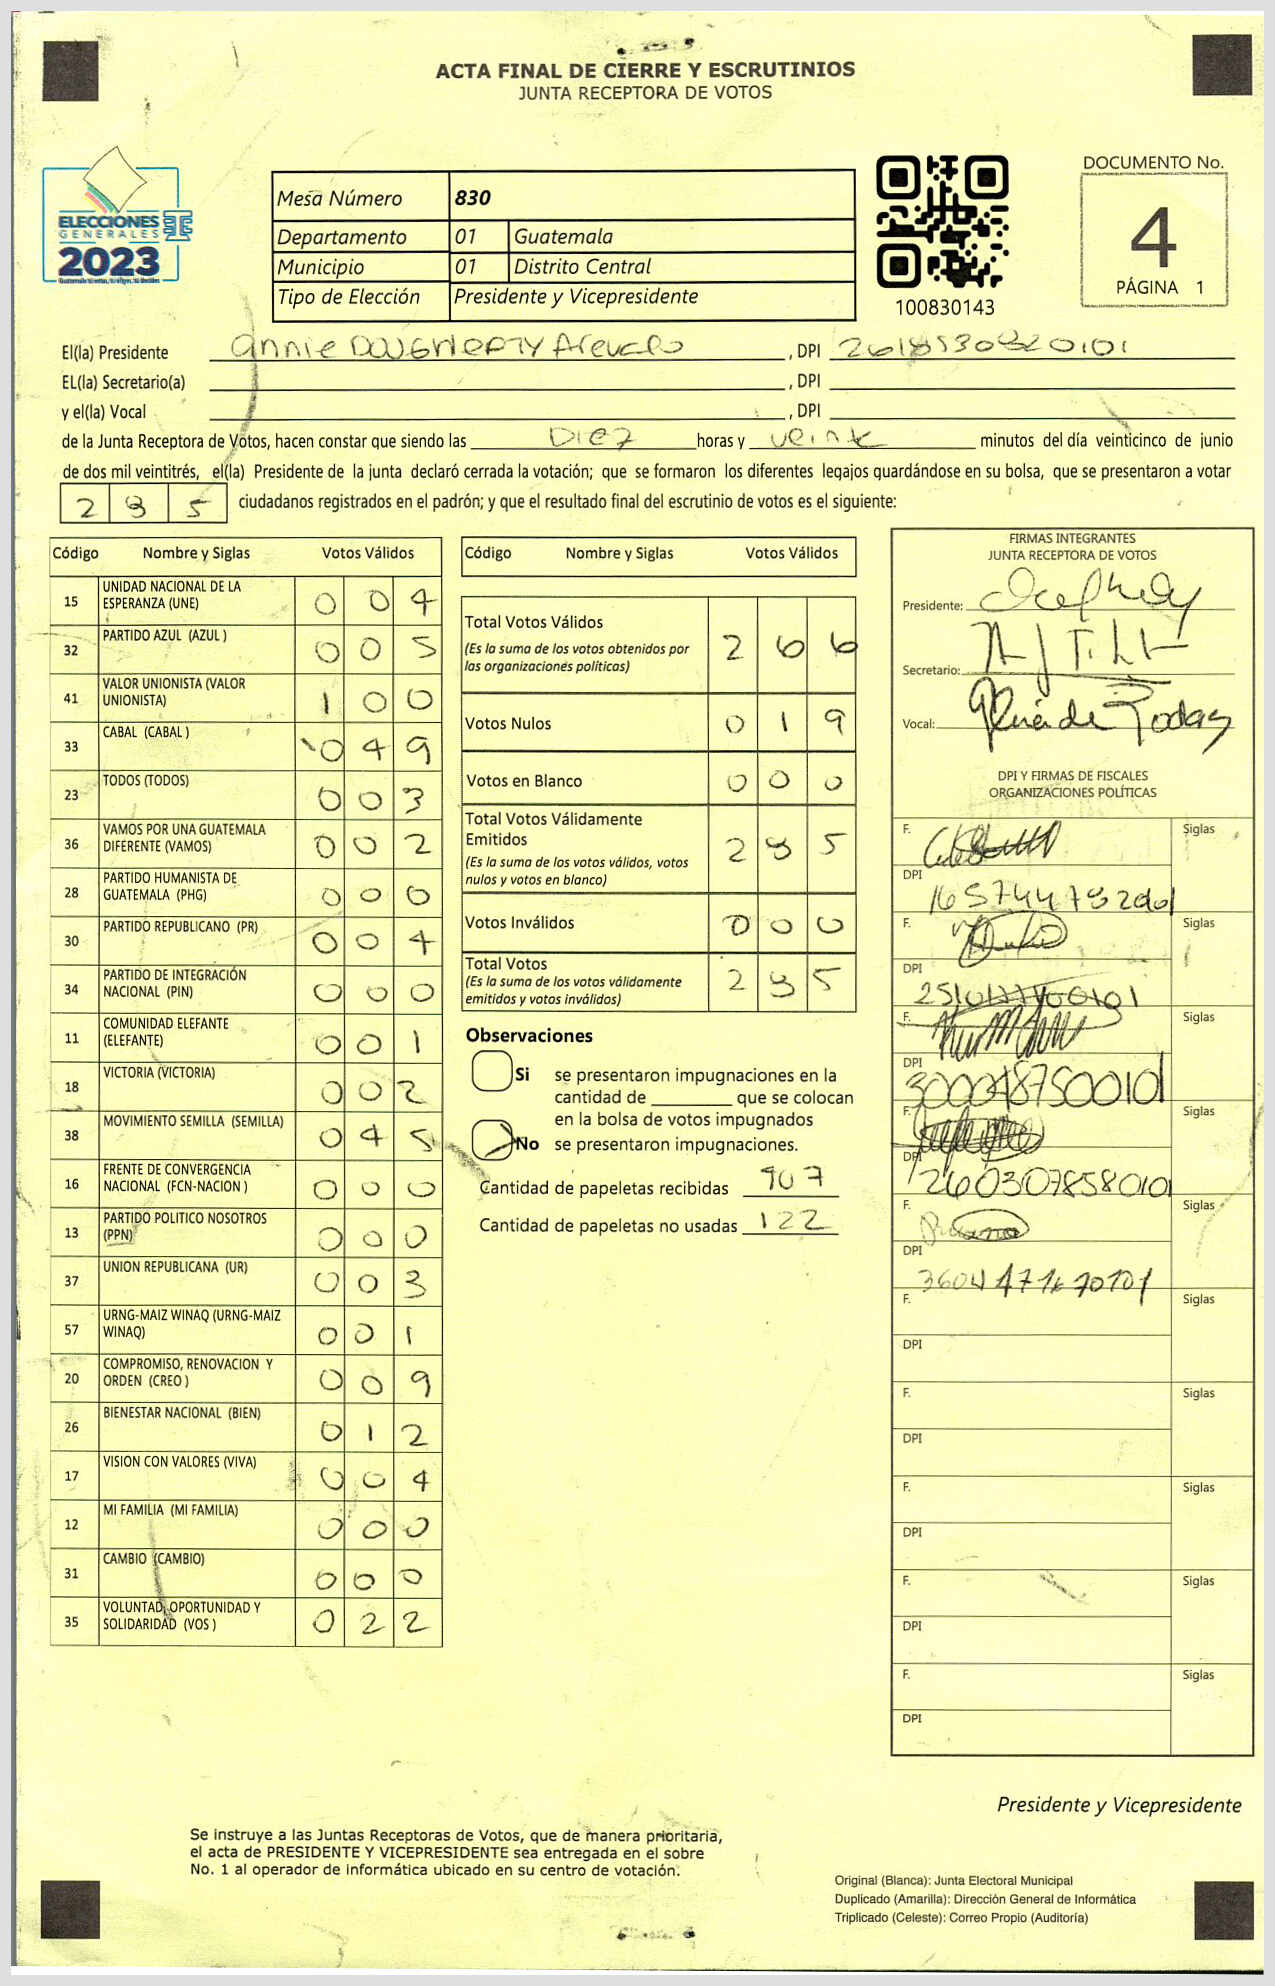 ACTA FINAL DE CIERRE Y ESCRUTINIOS
JUNTA RECEPTORA DE VOTOS
ELECCIONES
GENERALES
2023
Mesa Número 830
Departamento 01 Guatemala
Municipio 01 Distrito Central
Tipo de Elección Presidente y Vicepresidente
100830143
DOCUMENTO No.
4
PÁGINA 1
El(la) Presidente Annie DOUGHERTY Arevalo , DPI 2618530820101
EL(la) Secretario(a) , DPI
y el(la) Vocal , DPI
de la Junta Receptora de Votos, hacen constar que siendo las Diez horas y veinte minutos del día veinticinco de junio
de dos mil veintitrés, el(la) Presidente de la junta declaró cerrada la votación; que se formaron los diferentes legajos guardándose en su bolsa, que se presentaron a votar
2 8 5 ciudadanos registrados en el padrón; y que el resultado final del escrutinio de votos es el siguiente:
Código Nombre y Siglas Votos Válidos
15 UNIDAD NACIONAL DE LA
ESPERANZA (UNE) 0 0 4
32 PARTIDO AZUL (AZUL ) 0 0 5
41 VALOR UNIONISTA (VALOR
UNIONISTA) 1 0 0
33 CABAL (CABAL ) 0 4 9
23 TODOS (TODOS) 0 0 3
36 VAMOS POR UNA GUATEMALA
DIFERENTE (VAMOS) 0 0 2
28 PARTIDO HUMANISTA DE
GUATEMALA (PHG) 0 0 0
30 PARTIDO REPUBLICANO (PR) 0 0 4
34 PARTIDO DE INTEGRACIÓN
NACIONAL (PIN) 0 0 0
11 COMUNIDAD ELEFANTE
(ELEFANTE) 0 0 1
18 VICTORIA (VICTORIA) 0 0 2
38 MOVIMIENTO SEMILLA (SEMILLA) 0 4 5
16 FRENTE DE CONVERGENCIA
NACIONAL (FCN-NACION ) 0 0 0
13 PARTIDO POLITICO NOSOTROS
(PPN) 0 0 0
37 UNION REPUBLICANA (UR) 0 0 3
57 URNG-MAIZ WINAQ (URNG-MAIZ
WINAQ) 0 0 1
20 COMPROMISO, RENOVACION Y
ORDEN (CREO ) 0 0 9
26 BIENESTAR NACIONAL (BIEN) 0 1 2
17 VISION CON VALORES (VIVA) 0 0 4
12 MI FAMILIA (MI FAMILIA) 0 0 0
31 CAMBIO (CAMBIO) 0 0 0
35 VOLUNTAD, OPORTUNIDAD Y
SOLIDARIDAD (VOS ) 0 2 2
Código Nombre y Siglas Votos Válidos
Total Votos Válidos 2 6 6
(Es la suma de los votos obtenidos por
las organizaciones políticas)
Votos Nulos 0 1 9
Votos en Blanco 0 0 0
Total Votos Válidamente
Emitidos 2 8 5
(Es la suma de los votos válidos, votos
nulos y votos en blanco)
Votos Inválidos 0 0 0
Total Votos 2 8 5
(Es la suma de los votos válidamente
emitidos y votos inválidos)
Observaciones
Si se presentaron impugnaciones en la
cantidad de ________ que se colocan
en la bolsa de votos impugnados
No se presentaron impugnaciones.
Cantidad de papeletas recibidas 407
Cantidad de papeletas no usadas 122
FIRMAS INTEGRANTES
JUNTA RECEPTORA DE VOTOS
Presidente:
Secretario:
Vocal: de Rodas
DPI Y FIRMAS DE FISCALES
ORGANIZACIONES POLÍTICAS
F. Siglas
DPI
F. Siglas
DPI
F. Siglas
DPI
F. Siglas
DPI 2603078580101
F. Siglas
DPI
F. Siglas
DPI
F. Siglas
DPI
F. Siglas
DPI
F. Siglas
DPI
F. Siglas
DPI
Presidente y Vicepresidente
Se instruye a las Juntas Receptoras de Votos, que de manera prioritaria,
el acta de PRESIDENTE Y VICEPRESIDENTE sea entregada en el sobre
No. 1 al operador de informática ubicado en su centro de votación.
Original (Blanca): Junta Electoral Municipal
Duplicado (Amarilla): Dirección General de Informática
Triplicado (Celeste): Correo Propio (Auditoría)